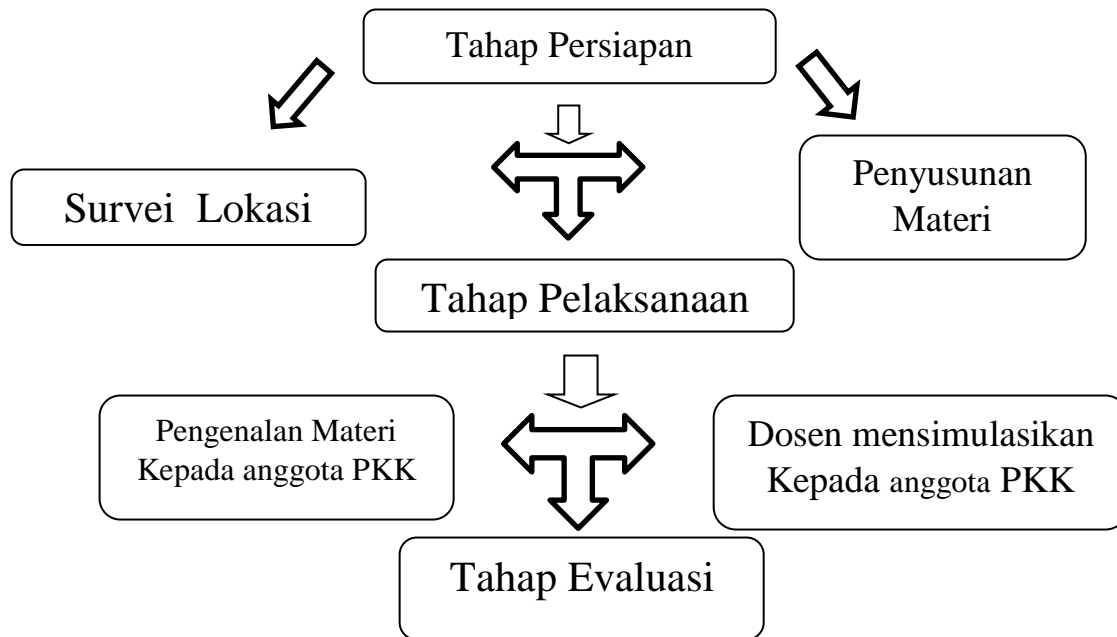 Tahap Persiapan
Survei Lokasi
Penyusunan
Materi
Tahap Pelaksanaan
Pengenalan Materi
Kepada anggota PKK
Dosen mensimulasikan
Kepada anggota PKK
Tahap Evaluasi